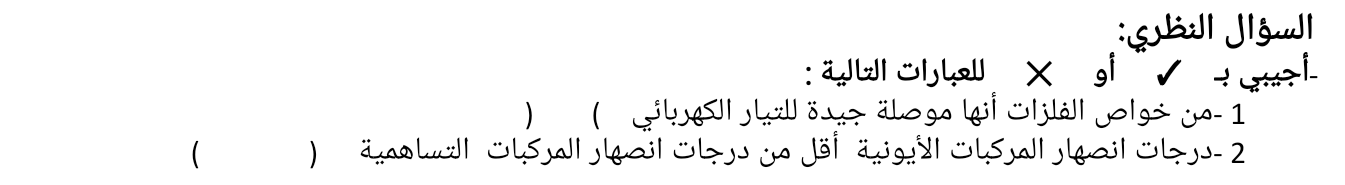 السؤال النظري:
-أجيبي بـ ✓ أو × للعبارات التالية :
1 -من خواص الفلزات أنها موصلة جيدة للتيار الكهربائي ( )
2 -درجات انصهار المركبات الأيونية أقل من درجات انصهار المركبات التساهمية ( )